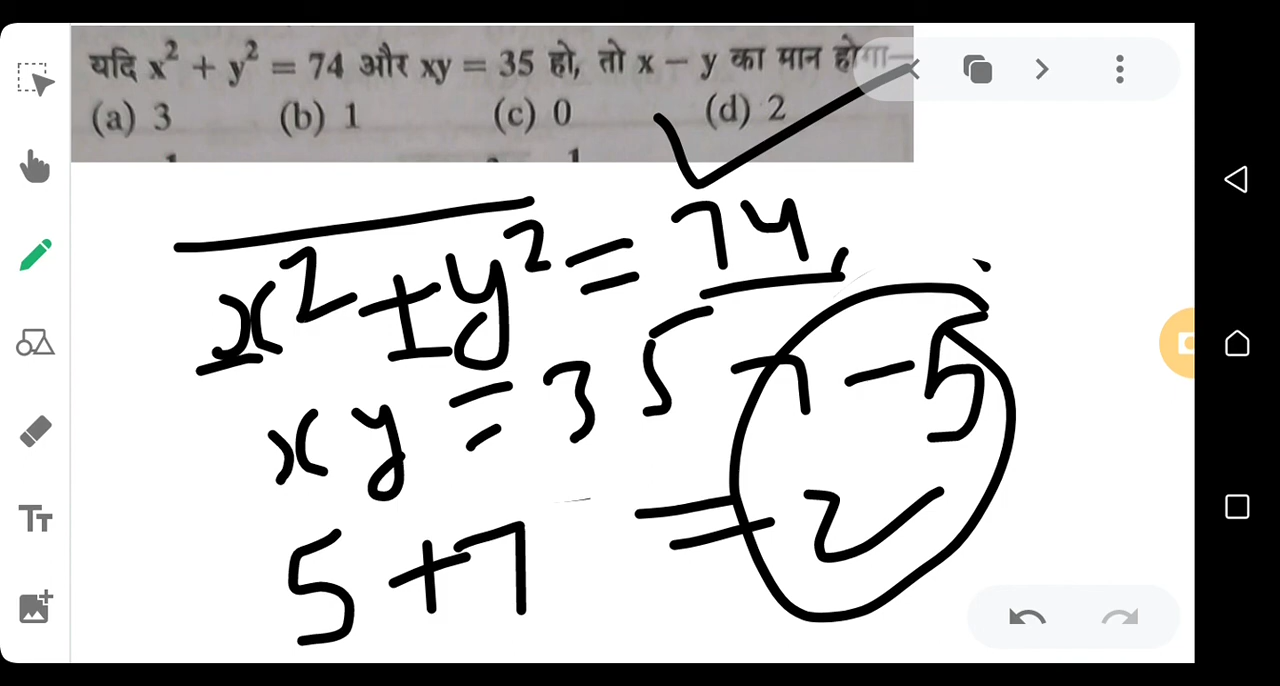 यदि x² + y² = 74 और xy = 35 हो, तो x – y का मान होगा–
(a) 3 (b) 1 (c) 0 (d) 2
x² + y² = 74
xy = 35
7 - 5
= 2
5 + 7
Tт